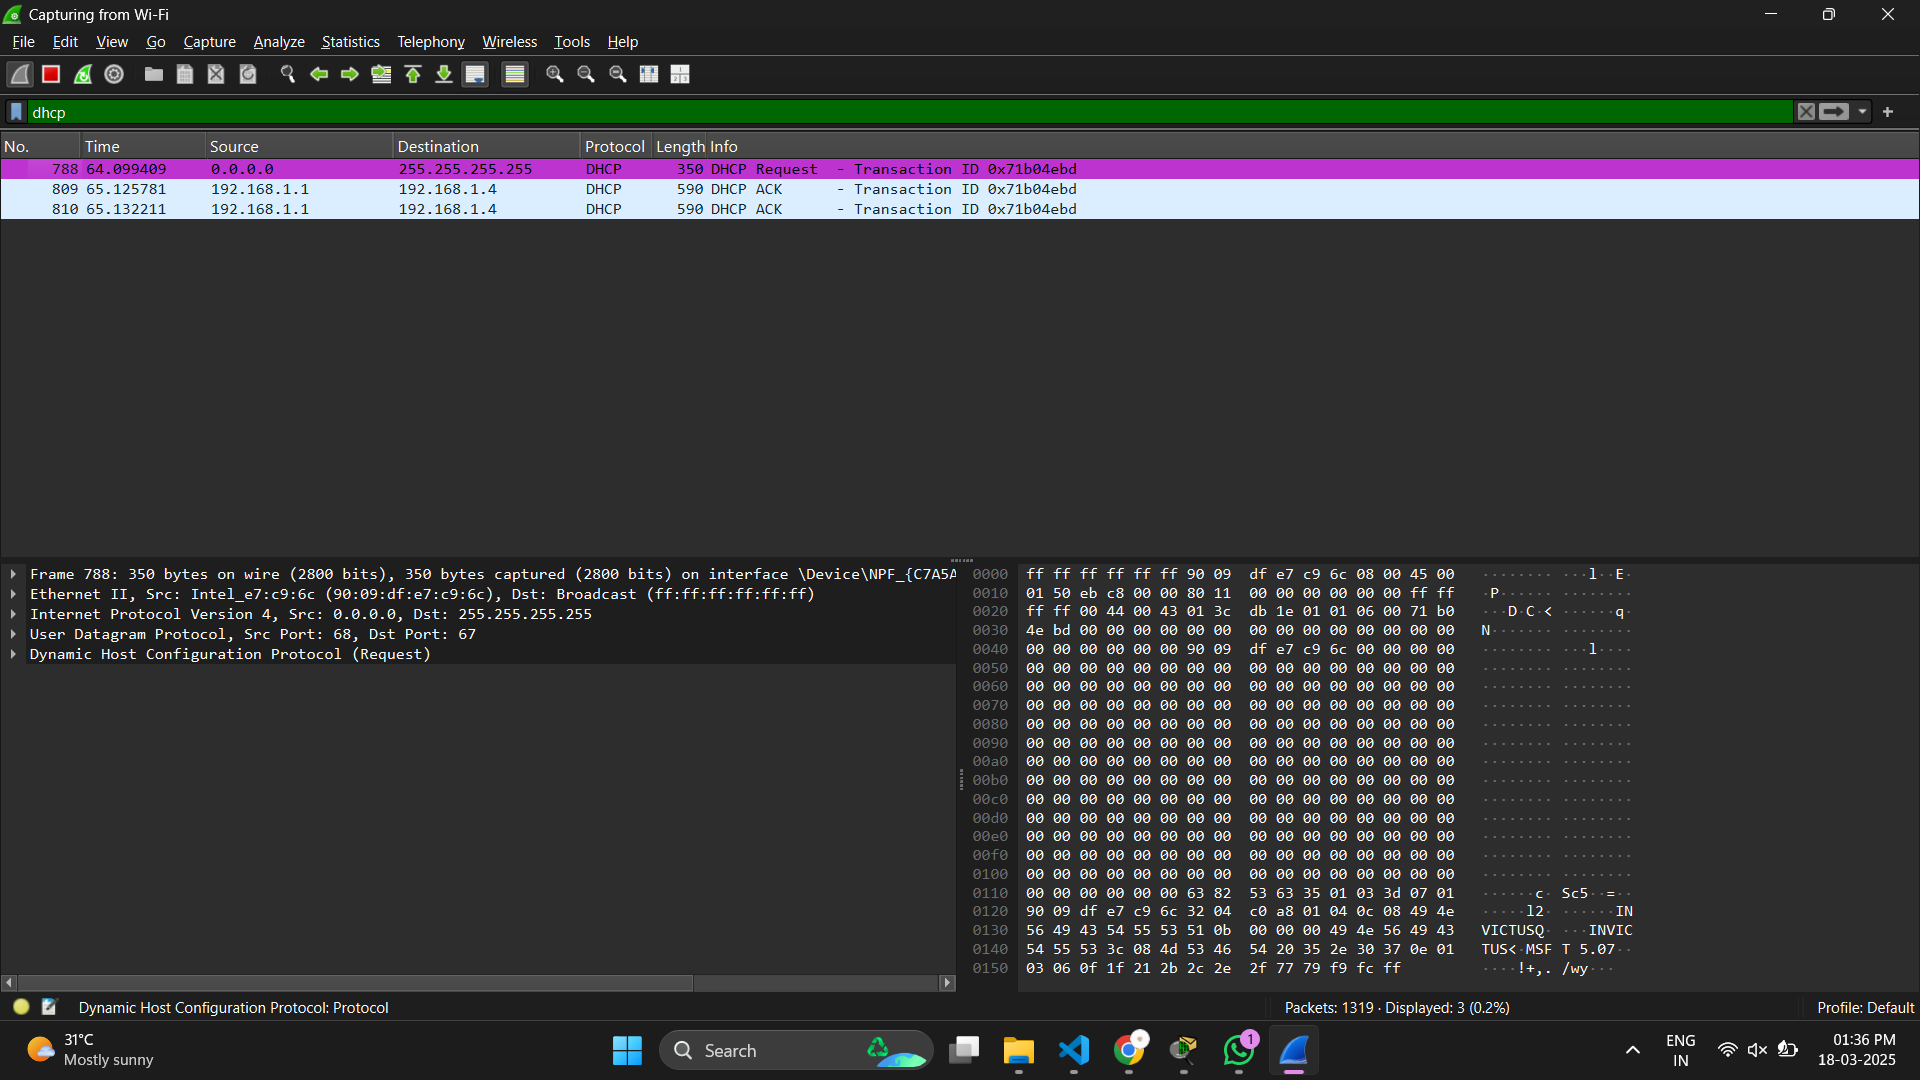 Capturing from Wi-Fi
File Edit View Go Capture Analyze Statistics Telephony Wireless Tools Help
dhcp
No. Time Source Destination Protocol Length Info
788 64.099409 0.0.0.0 255.255.255.255 DHCP 350 DHCP Request - Transaction ID 0x71b04ebd
809 65.125781 192.168.1.1 192.168.1.4 DHCP 590 DHCP ACK - Transaction ID 0x71b04ebd
810 65.132211 192.168.1.1 192.168.1.4 DHCP 590 DHCP ACK - Transaction ID 0x71b04ebd
Frame 788: 350 bytes on wire (2800 bits), 350 bytes captured (2800 bits) on interface \Device\NPF_{C7A5A
Ethernet II, Src: Intel_e7:c9:6c (90:09:df:e7:c9:6c), Dst: Broadcast (ff:ff:ff:ff:ff:ff)
Internet Protocol Version 4, Src: 0.0.0.0, Dst: 255.255.255.255
User Datagram Protocol, Src Port: 68, Dst Port: 67
Dynamic Host Configuration Protocol (Request)
0000 ff ff ff ff ff ff 90 09 df e7 c9 6c 08 00 45 00 ········ ···l··E·
0010 01 50 eb c8 00 00 80 11 00 00 00 00 00 00 ff ff ·P······ ········
0020 ff ff 00 44 00 43 01 3c db 1e 01 01 06 00 71 b0 ···D·C·< ······q·
0030 4e bd 00 00 00 00 00 00 00 00 00 00 00 00 00 00 N······· ········
0040 00 00 00 00 00 00 90 09 df e7 c9 6c 00 00 00 00 ········ ···l····
0050 00 00 00 00 00 00 00 00 00 00 00 00 00 00 00 00 ········ ········
0060 00 00 00 00 00 00 00 00 00 00 00 00 00 00 00 00 ········ ········
0070 00 00 00 00 00 00 00 00 00 00 00 00 00 00 00 00 ········ ········
0080 00 00 00 00 00 00 00 00 00 00 00 00 00 00 00 00 ········ ········
0090 00 00 00 00 00 00 00 00 00 00 00 00 00 00 00 00 ········ ········
00a0 00 00 00 00 00 00 00 00 00 00 00 00 00 00 00 00 ········ ········
00b0 00 00 00 00 00 00 00 00 00 00 00 00 00 00 00 00 ········ ········
00c0 00 00 00 00 00 00 00 00 00 00 00 00 00 00 00 00 ········ ········
00d0 00 00 00 00 00 00 00 00 00 00 00 00 00 00 00 00 ········ ········
00e0 00 00 00 00 00 00 00 00 00 00 00 00 00 00 00 00 ········ ········
00f0 00 00 00 00 00 00 00 00 00 00 00 00 00 00 00 00 ········ ········
0100 00 00 00 00 00 00 00 00 00 00 00 00 00 00 00 00 ········ ········
0110 00 00 00 00 00 00 63 82 53 63 35 01 03 3d 07 01 ······c· Sc5··=··
0120 90 09 df e7 c9 6c 32 04 c0 a8 01 04 0c 08 49 4e ·····l2· ······IN
0130 56 49 43 54 55 53 51 0b 00 00 00 49 4e 56 49 43 VICTUSQ· ···INVIC
0140 54 55 53 3c 08 4d 53 46 54 20 35 2e 30 37 0e 01 TUS<·MSF T 5.07··
0150 03 06 0f 1f 21 2b 2c 2e 2f 77 79 f9 fc ff ····!+,. /wy···
Dynamic Host Configuration Protocol: Protocol
Packets: 1319 · Displayed: 3 (0.2%)
Profile: Default
31°C
Mostly sunny
Search
1
ENG
IN
01:36 PM
18-03-2025